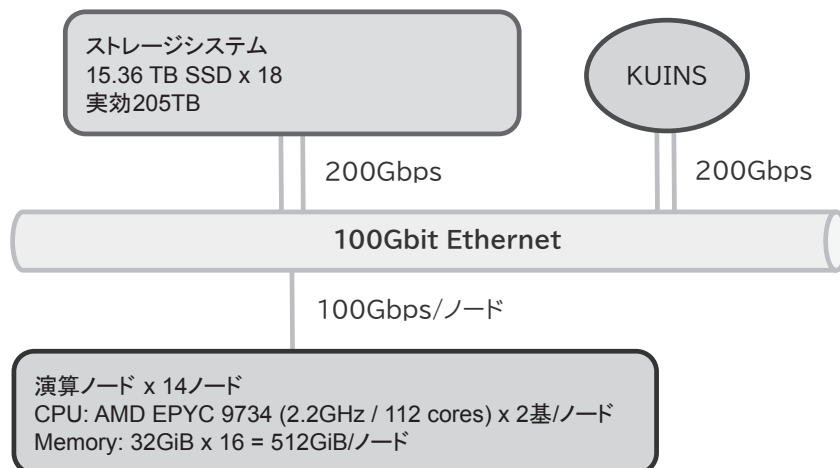 ストレージシステム
15.36 TB SSD x 18
実効205TB
KUINS
200Gbps
200Gbps
100Gbit Ethernet
100Gbps/ノード
演算ノード x 14ノード
CPU: AMD EPYC 9734 (2.2GHz / 112 cores) x 2基/ノード
Memory: 32GiB x 16 = 512GiB/ノード